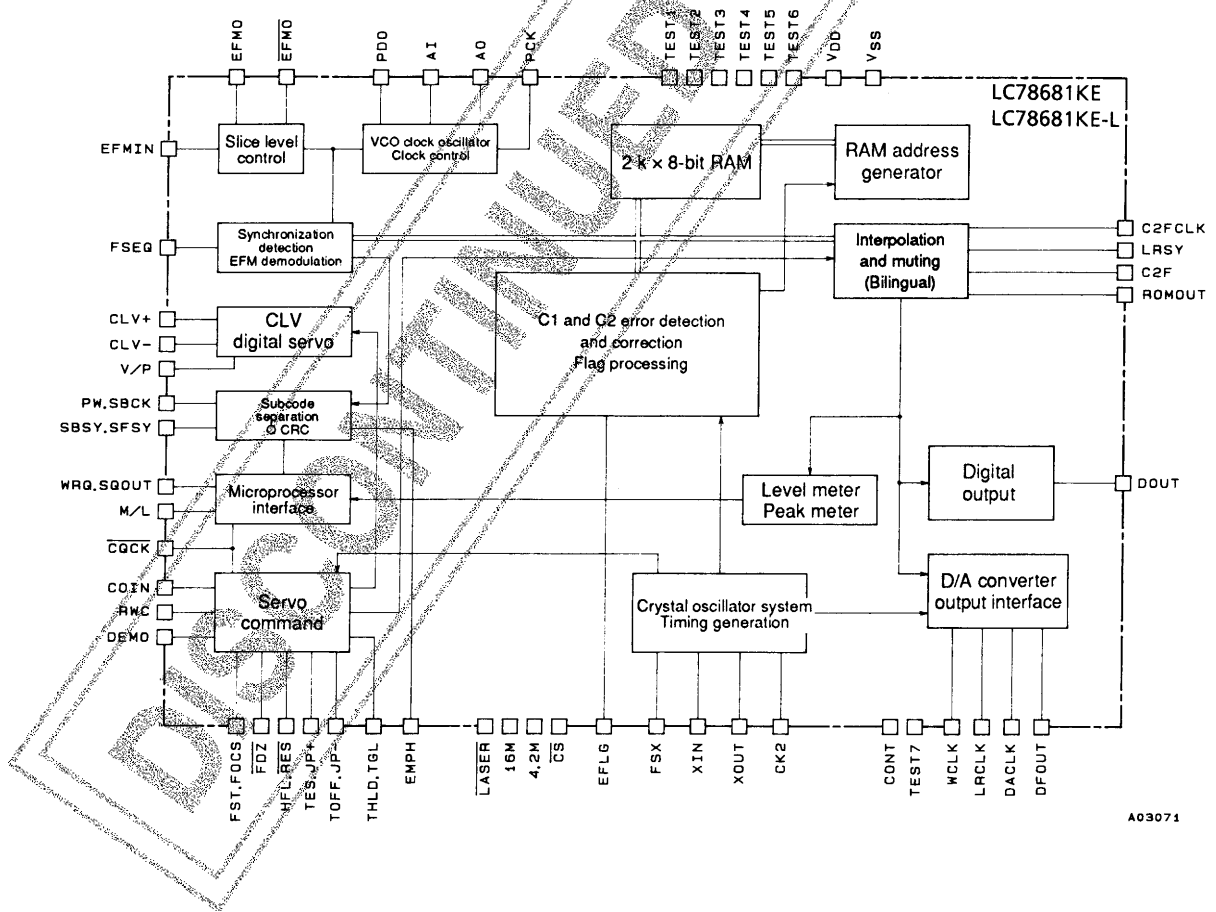 EFMO
EFMO
PDO
AI
AO
PCK
TEST1
TEST2
TEST3
TEST4
TEST5
TEST6
VDD
VSS
LC78681KE
LC78681KE-L
EFMIN
Slice level
control
VCO clock oscillator
Clock control
2 k × 8-bit RAM
RAM address
generator
FSEQ
Synchronization
detection
EFM demodulation
Interpolation
and muting
(Bilingual)
C2FCLK
LRSY
C2F
ROMOUT
CLV+
CLV-
V/P
CLV
digital servo
C1 and C2 error detection
and correction
Flag processing
PW,SBCK
SBSY,SFSY
Subcode
separation
Q CRC
WRQ,SQOUT
M/L
Microprocessor
interface
Level meter
Peak meter
Digital
output
DOUT
CQCK
COIN
RWC
DEMO
Servo
command
Crystal oscillator system
Timing generation
D/A converter
output interface
FST,FOCS
FDZ
HFL,RES
TES,JP+
TOFF,JP-
THLD,TGL
EMPH
LASER
16M
4.2M
CS
EFLG
FSX
XIN
XOUT
CK2
CONT
TEST7
WCLK
LRCLK
DACLK
DFOUT
A03071
DISCONTINUED